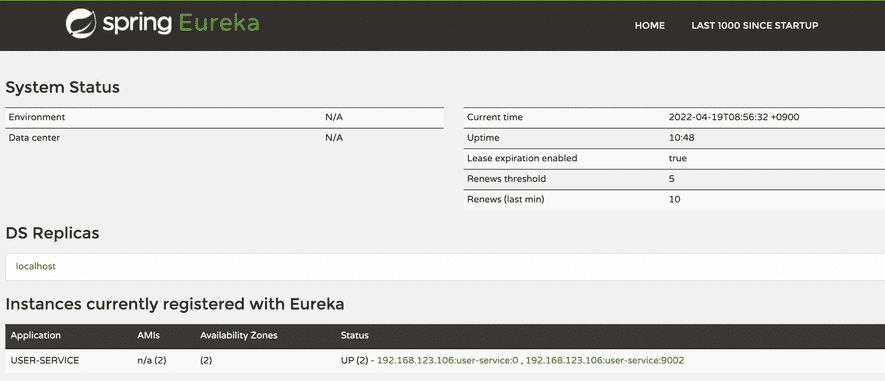 spring Eureka HOME LAST 1000 SINCE STARTUP
System Status
Environment N/A
Data center N/A
Current time 2022-04-19T08:56:32 +0900
Uptime 10:48
Lease expiration enabled true
Renews threshold 5
Renews (last min) 10
DS Replicas
localhost
Instances currently registered with Eureka
Application AMIs Availability Zones Status
USER-SERVICE n/a (2) (2) UP (2) - 192.168.123.106:user-service:0 , 192.168.123.106:user-service:9002